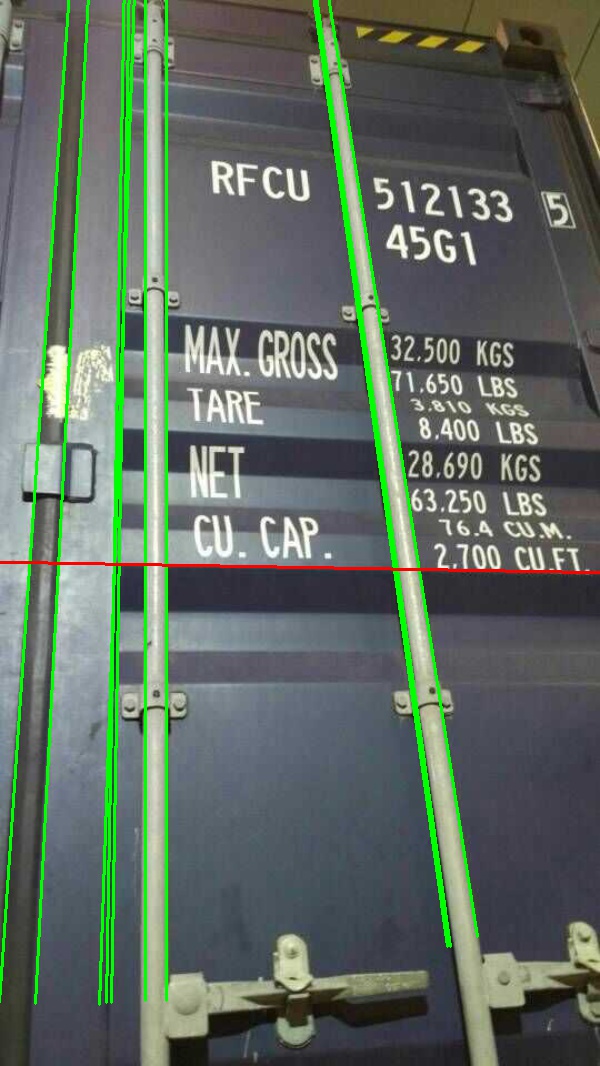 RFCU 512133 5
45G1
MAX. GROSS 32.500 KGS
71.650 LBS
TARE 3.810 KGS
8.400 LBS
NET 28.690 KGS
63.250 LBS
CU. CAP. 76.4 CU.M.
2.700 CU.FT.